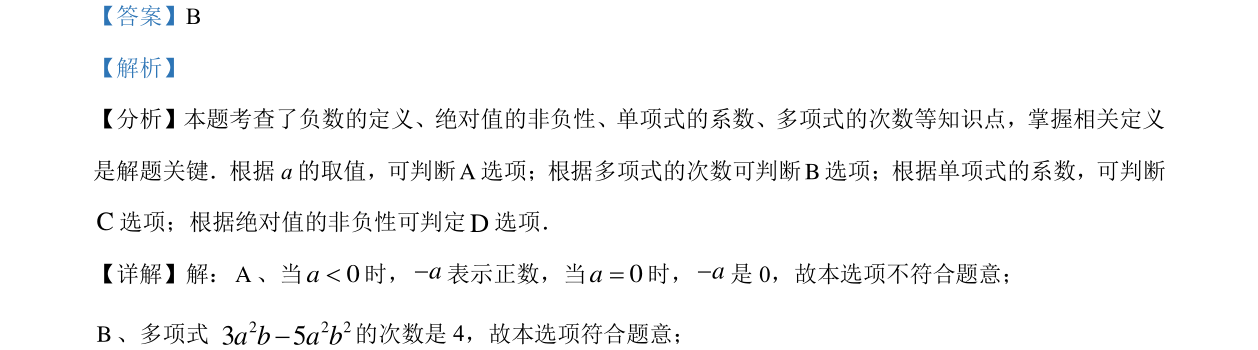 【答案】B
【解析】
【分析】本题考查了负数的定义、绝对值的非负性、单项式的系数、多项式的次数等知识点，掌握相关定义
是解题关键．根据 a 的取值，可判断 A 选项；根据多项式的次数可判断 B 选项；根据单项式的系数，可判断
C 选项；根据绝对值的非负性可判定 D 选项．
【详解】解：A 、当 a < 0 时， −a 表示正数，当 a = 0 时， −a 是 0，故本选项不符合题意；
B 、多项式 3a²b − 5a²b² 的次数是 4，故本选项符合题意；